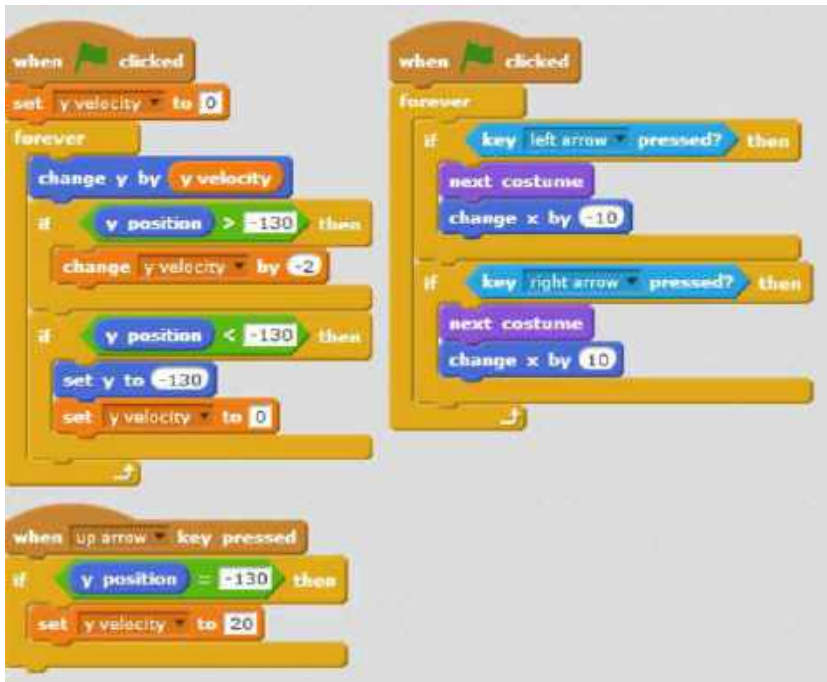 when clicked
set y velocity to 0
forever
change y by y velocity
if y position > -130 then
change y velocity by -2
if y position < -130 then
set y to -130
set y velocity to 0
when up arrow key pressed
if y position = -130 then
set y velocity to 20
when clicked
forever
if key left arrow pressed? then
next costume
change x by -10
if key right arrow pressed? then
next costume
change x by 10